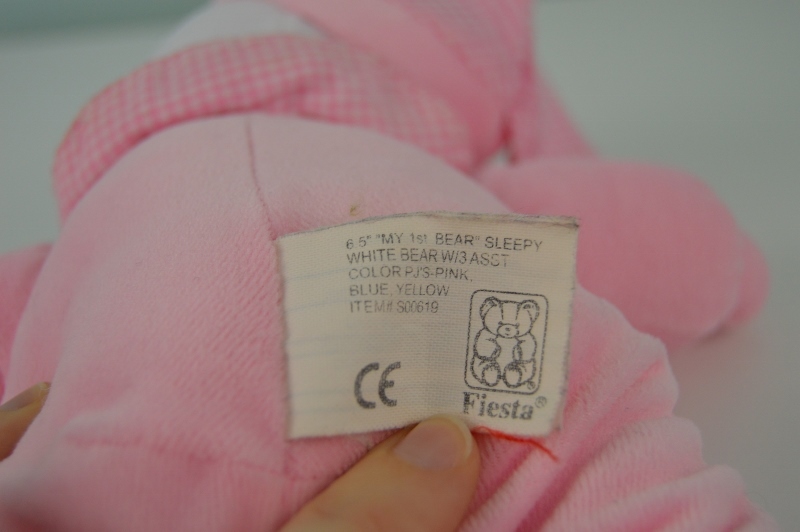 6.5" "MY 1st BEAR" SLEEPY
WHITE BEAR W/3 ASST
COLOR PJ'S-PINK,
BLUE, YELLOW
ITEM# S00619
CE
Fiesta®